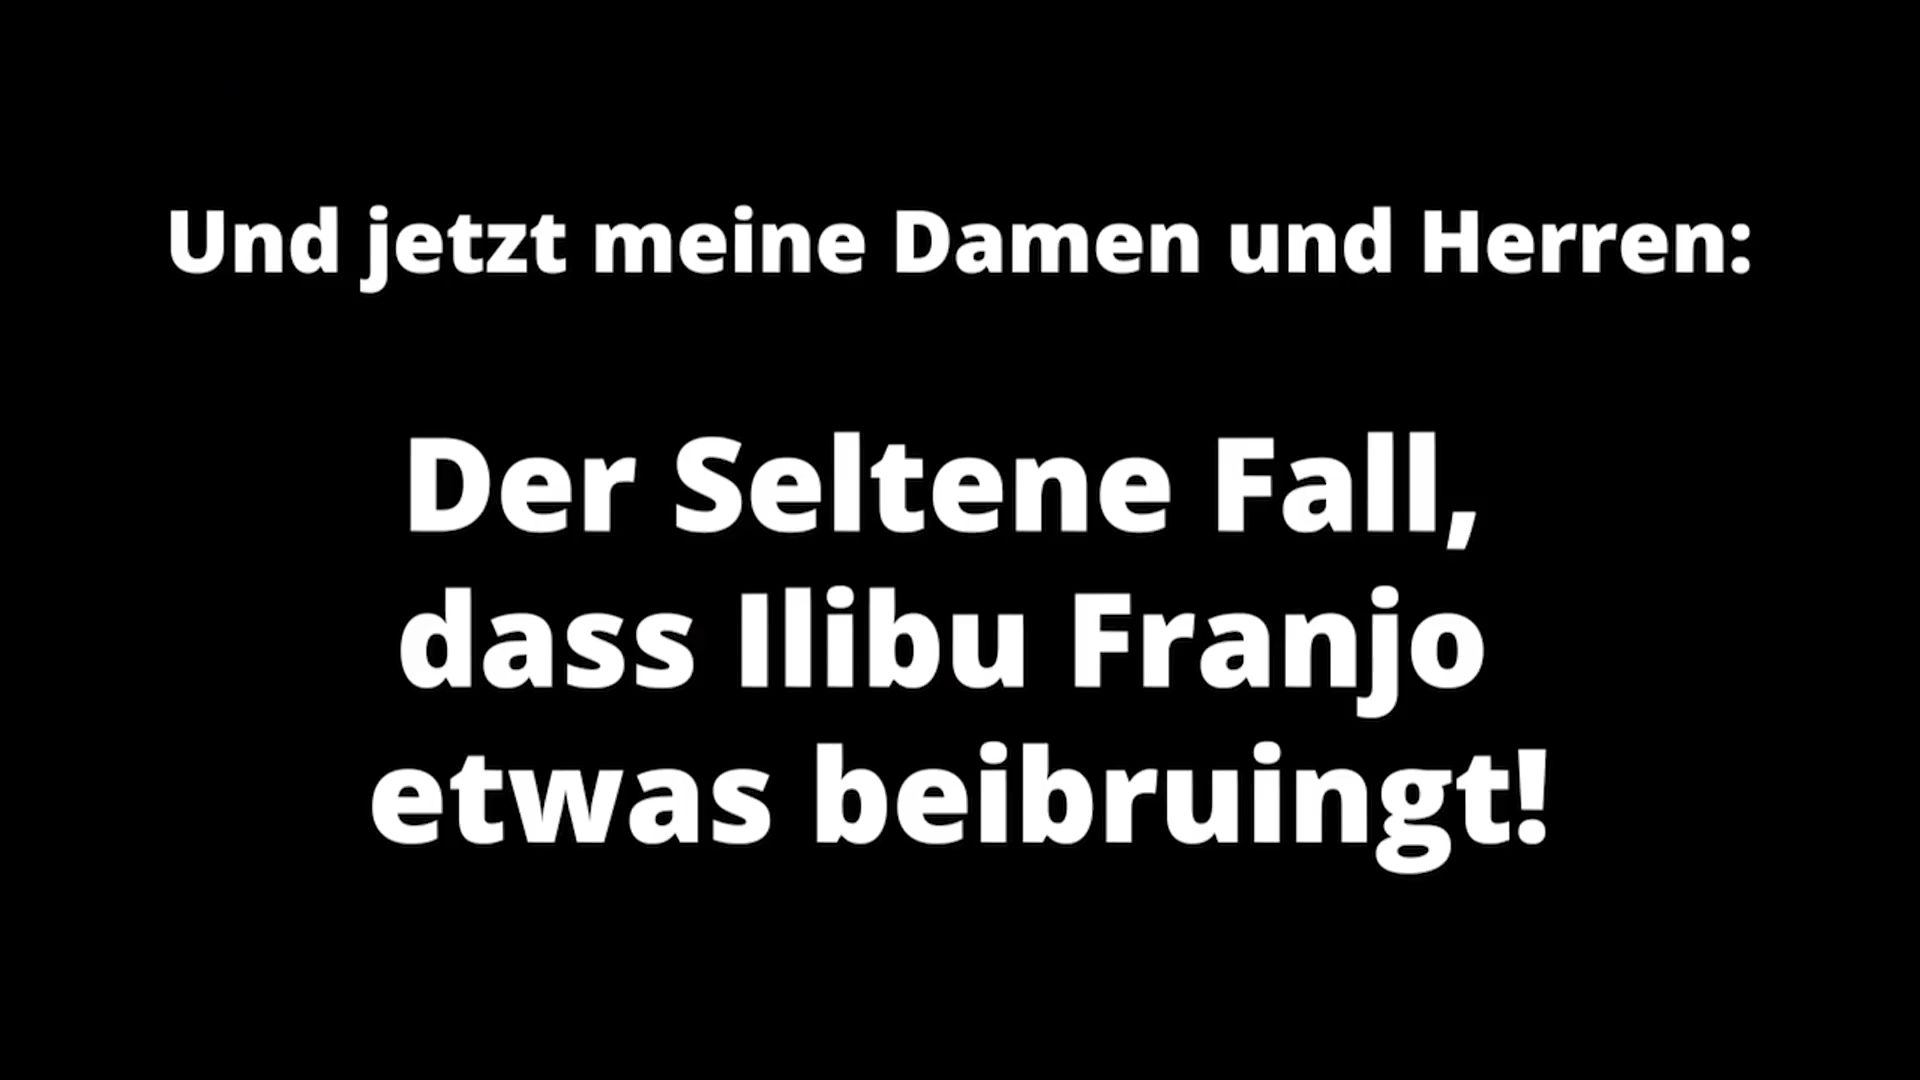 Und jetzt meine Damen und Herren:
Der Seltene Fall,
dass Ilibu Franjo
etwas beibruingt!